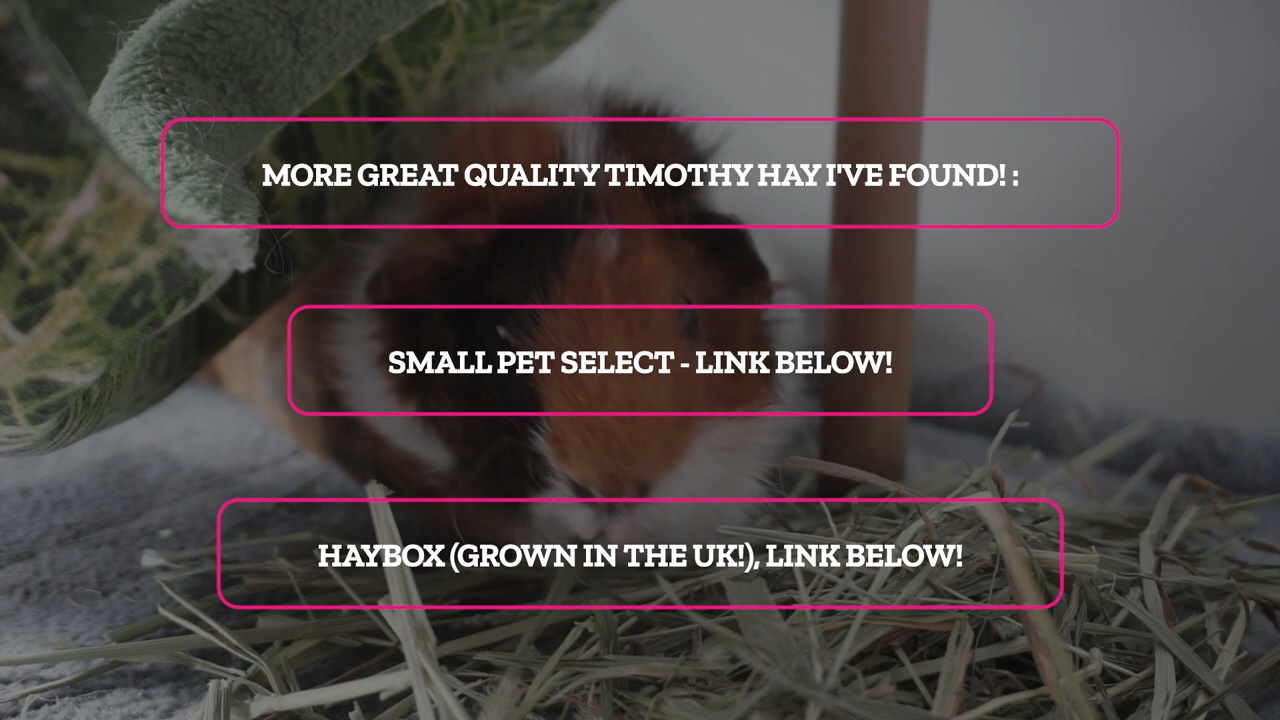 MORE GREAT QUALITY TIMOTHY HAY I'VE FOUND! :
SMALL PET SELECT - LINK BELOW!
HAYBOX (GROWN IN THE UK!), LINK BELOW!